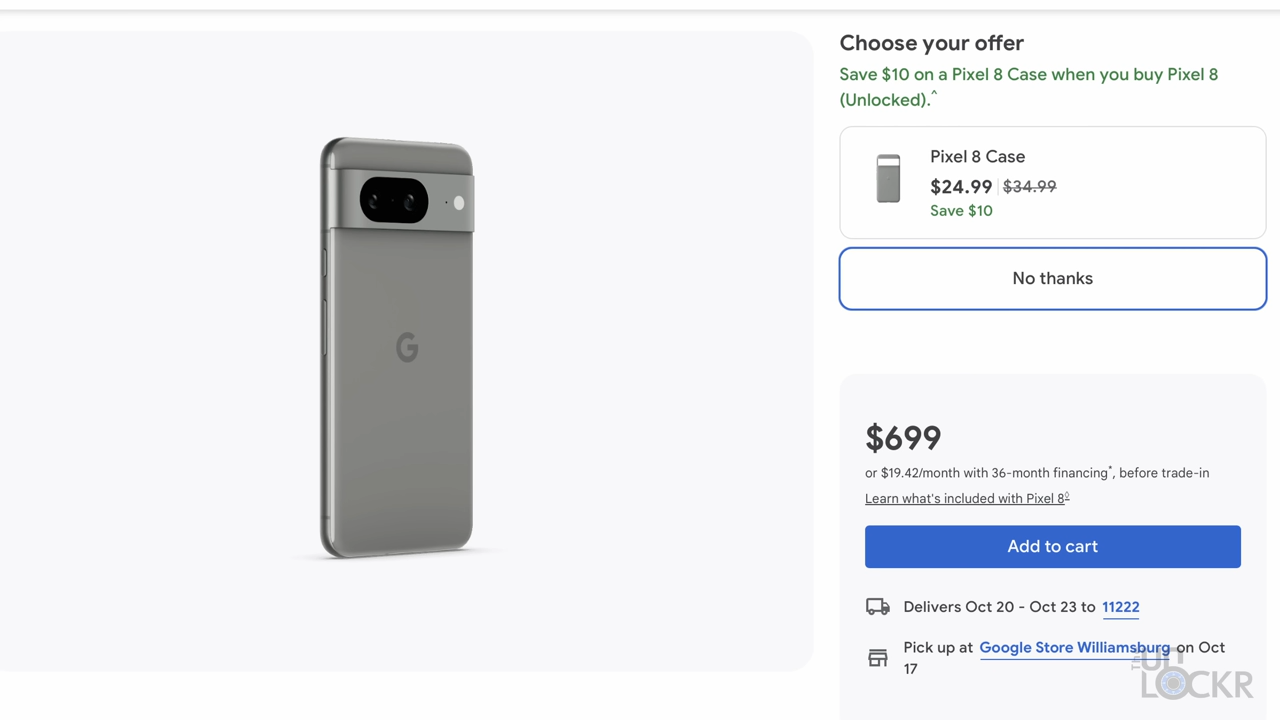 Choose your offer
Save $10 on a Pixel 8 Case when you buy Pixel 8
(Unlocked).^
Pixel 8 Case
$24.99 $34.99
Save $10
No thanks
G
$699
or $19.42/month with 36-month financing*, before trade-in
Learn what's included with Pixel 8◊
Add to cart
Delivers Oct 20 - Oct 23 to 11222
Pick up at Google Store Williamsburg on Oct
17
THE UN
LOCKR